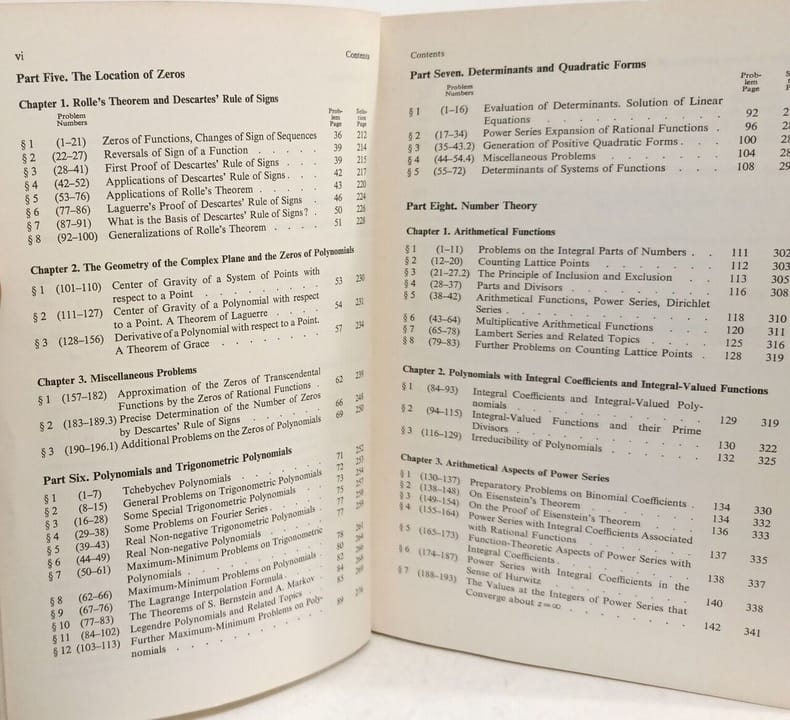 vi
Contents
Part Five. The Location of Zeros
Chapter 1. Rolle's Theorem and Descartes' Rule of Signs
Problem Numbers
Prob- lem Page
Solu- tion Page
§ 1 (1–21) Zeros of Functions, Changes of Sign of Sequences 36 212
§ 2 (22–27) Reversals of Sign of a Function . . . . . 39 214
§ 3 (28–41) First Proof of Descartes' Rule of Signs . . . 39 215
§ 4 (42–52) Applications of Descartes' Rule of Signs . . . 42 217
§ 5 (53–76) Applications of Rolle's Theorem . . . . . 43 220
§ 6 (77–86) Laguerre's Proof of Descartes' Rule of Signs . 46 224
§ 7 (87–91) What is the Basis of Descartes' Rule of Signs? . 50 226
§ 8 (92–100) Generalizations of Rolle's Theorem . . . . 51 228
Chapter 2. The Geometry of the Complex Plane and the Zeros of Polynomials
§ 1 (101–110) Center of Gravity of a System of Points with
respect to a Point . . . . . . . . 53 230
§ 2 (111–127) Center of Gravity of a Polynomial with respect
to a Point. A Theorem of Laguerre . . . . 54 231
§ 3 (128–156) Derivative of a Polynomial with respect to a Point.
A Theorem of Grace . . . . . . . 57 234
Chapter 3. Miscellaneous Problems
§ 1 (157–182) Approximation of the Zeros of Transcendental
Functions by the Zeros of Rational Functions . 62
§ 2 (183–189.3) Precise Determination of the Number of Zeros
by Descartes' Rule of Signs . . . . . 66
§ 3 (190–196.1) Additional Problems on the Zeros of Polynomials 69
Part Six. Polynomials and Trigonometric Polynomials
§ 1 (1–7) Tchebychev Polynomials . . . . . . 71
§ 2 (8–15) General Problems on Trigonometric Polynomials 72
§ 3 (16–28) Some Special Trigonometric Polynomials . . 73
§ 4 (29–38) Some Problems on Fourier Series . . . . 75
§ 5 (39–43) Real Non-negative Trigonometric Polynomials . 77
§ 6 (44–49) Real Non-negative Polynomials . . . . 77
§ 7 (50–61) Maximum-Minimum Problems on Trigonometric
Polynomials . . . . . . . . . 78
§ 8 (62–66) Maximum-Minimum Problems on Polynomials . 80
§ 9 (67–76) The Lagrange Interpolation Formula . . . 82
§ 10 (77–83) The Theorems of S. Bernstein and A. Markov . 84
§ 11 (84–102) Legendre Polynomials and Related Topics . . 85
§ 12 (103–113) Further Maximum-Minimum Problems on Poly-
nomials . . . . . . . . . . 89
Contents
Part Seven. Determinants and Quadratic Forms
Problem Numbers
Prob- lem Page
§ 1 (1–16) Evaluation of Determinants. Solution of Linear
Equations . . . . . . . . . . 92
§ 2 (17–34) Power Series Expansion of Rational Functions . 96
§ 3 (35–43.2) Generation of Positive Quadratic Forms . . . 100
§ 4 (44–54.4) Miscellaneous Problems . . . . . . 104
§ 5 (55–72) Determinants of Systems of Functions . . . 108
Part Eight. Number Theory
Chapter 1. Arithmetical Functions
§ 1 (1–11) Problems on the Integral Parts of Numbers . . 111 302
§ 2 (12–20) Counting Lattice Points . . . . . . 112 303
§ 3 (21–27.2) The Principle of Inclusion and Exclusion . . 113 305
§ 4 (28–37) Parts and Divisors . . . . . . . 116 308
§ 5 (38–42) Arithmetical Functions, Power Series, Dirichlet
Series . . . . . . . . . . . 118 310
§ 6 (43–64) Multiplicative Arithmetical Functions . . . 120 311
§ 7 (65–78) Lambert Series and Related Topics . . . . 125 316
§ 8 (79–83) Further Problems on Counting Lattice Points . 128 319
Chapter 2. Polynomials with Integral Coefficients and Integral-Valued Functions
§ 1 (84–93) Integral Coefficients and Integral-Valued Poly-
nomials . . . . . . . . . . 129 319
§ 2 (94–115) Integral-Valued Functions and their Prime
Divisors . . . . . . . . . . 130 322
§ 3 (116–129) Irreducibility of Polynomials . . . . . 132 325
Chapter 3. Arithmetical Aspects of Power Series
§ 1 (130–137) Preparatory Problems on Binomial Coefficients . 134 330
§ 2 (138–148) On Eisenstein's Theorem . . . . . . 134 332
§ 3 (149–154) On the Proof of Eisenstein's Theorem . . . 136 333
§ 4 (155–164) Power Series with Integral Coefficients Associated
with Rational Functions . . . . . . 137 335
§ 5 (165–173) Function-Theoretic Aspects of Power Series with
Integral Coefficients . . . . . . . 138 337
§ 6 (174–187) Power Series with Integral Coefficients in the
Sense of Hurwitz . . . . . . . . 140 338
§ 7 (188–193) The Values at the Integers of Power Series that
Converge about z = ∞ . . . . . . . 142 341